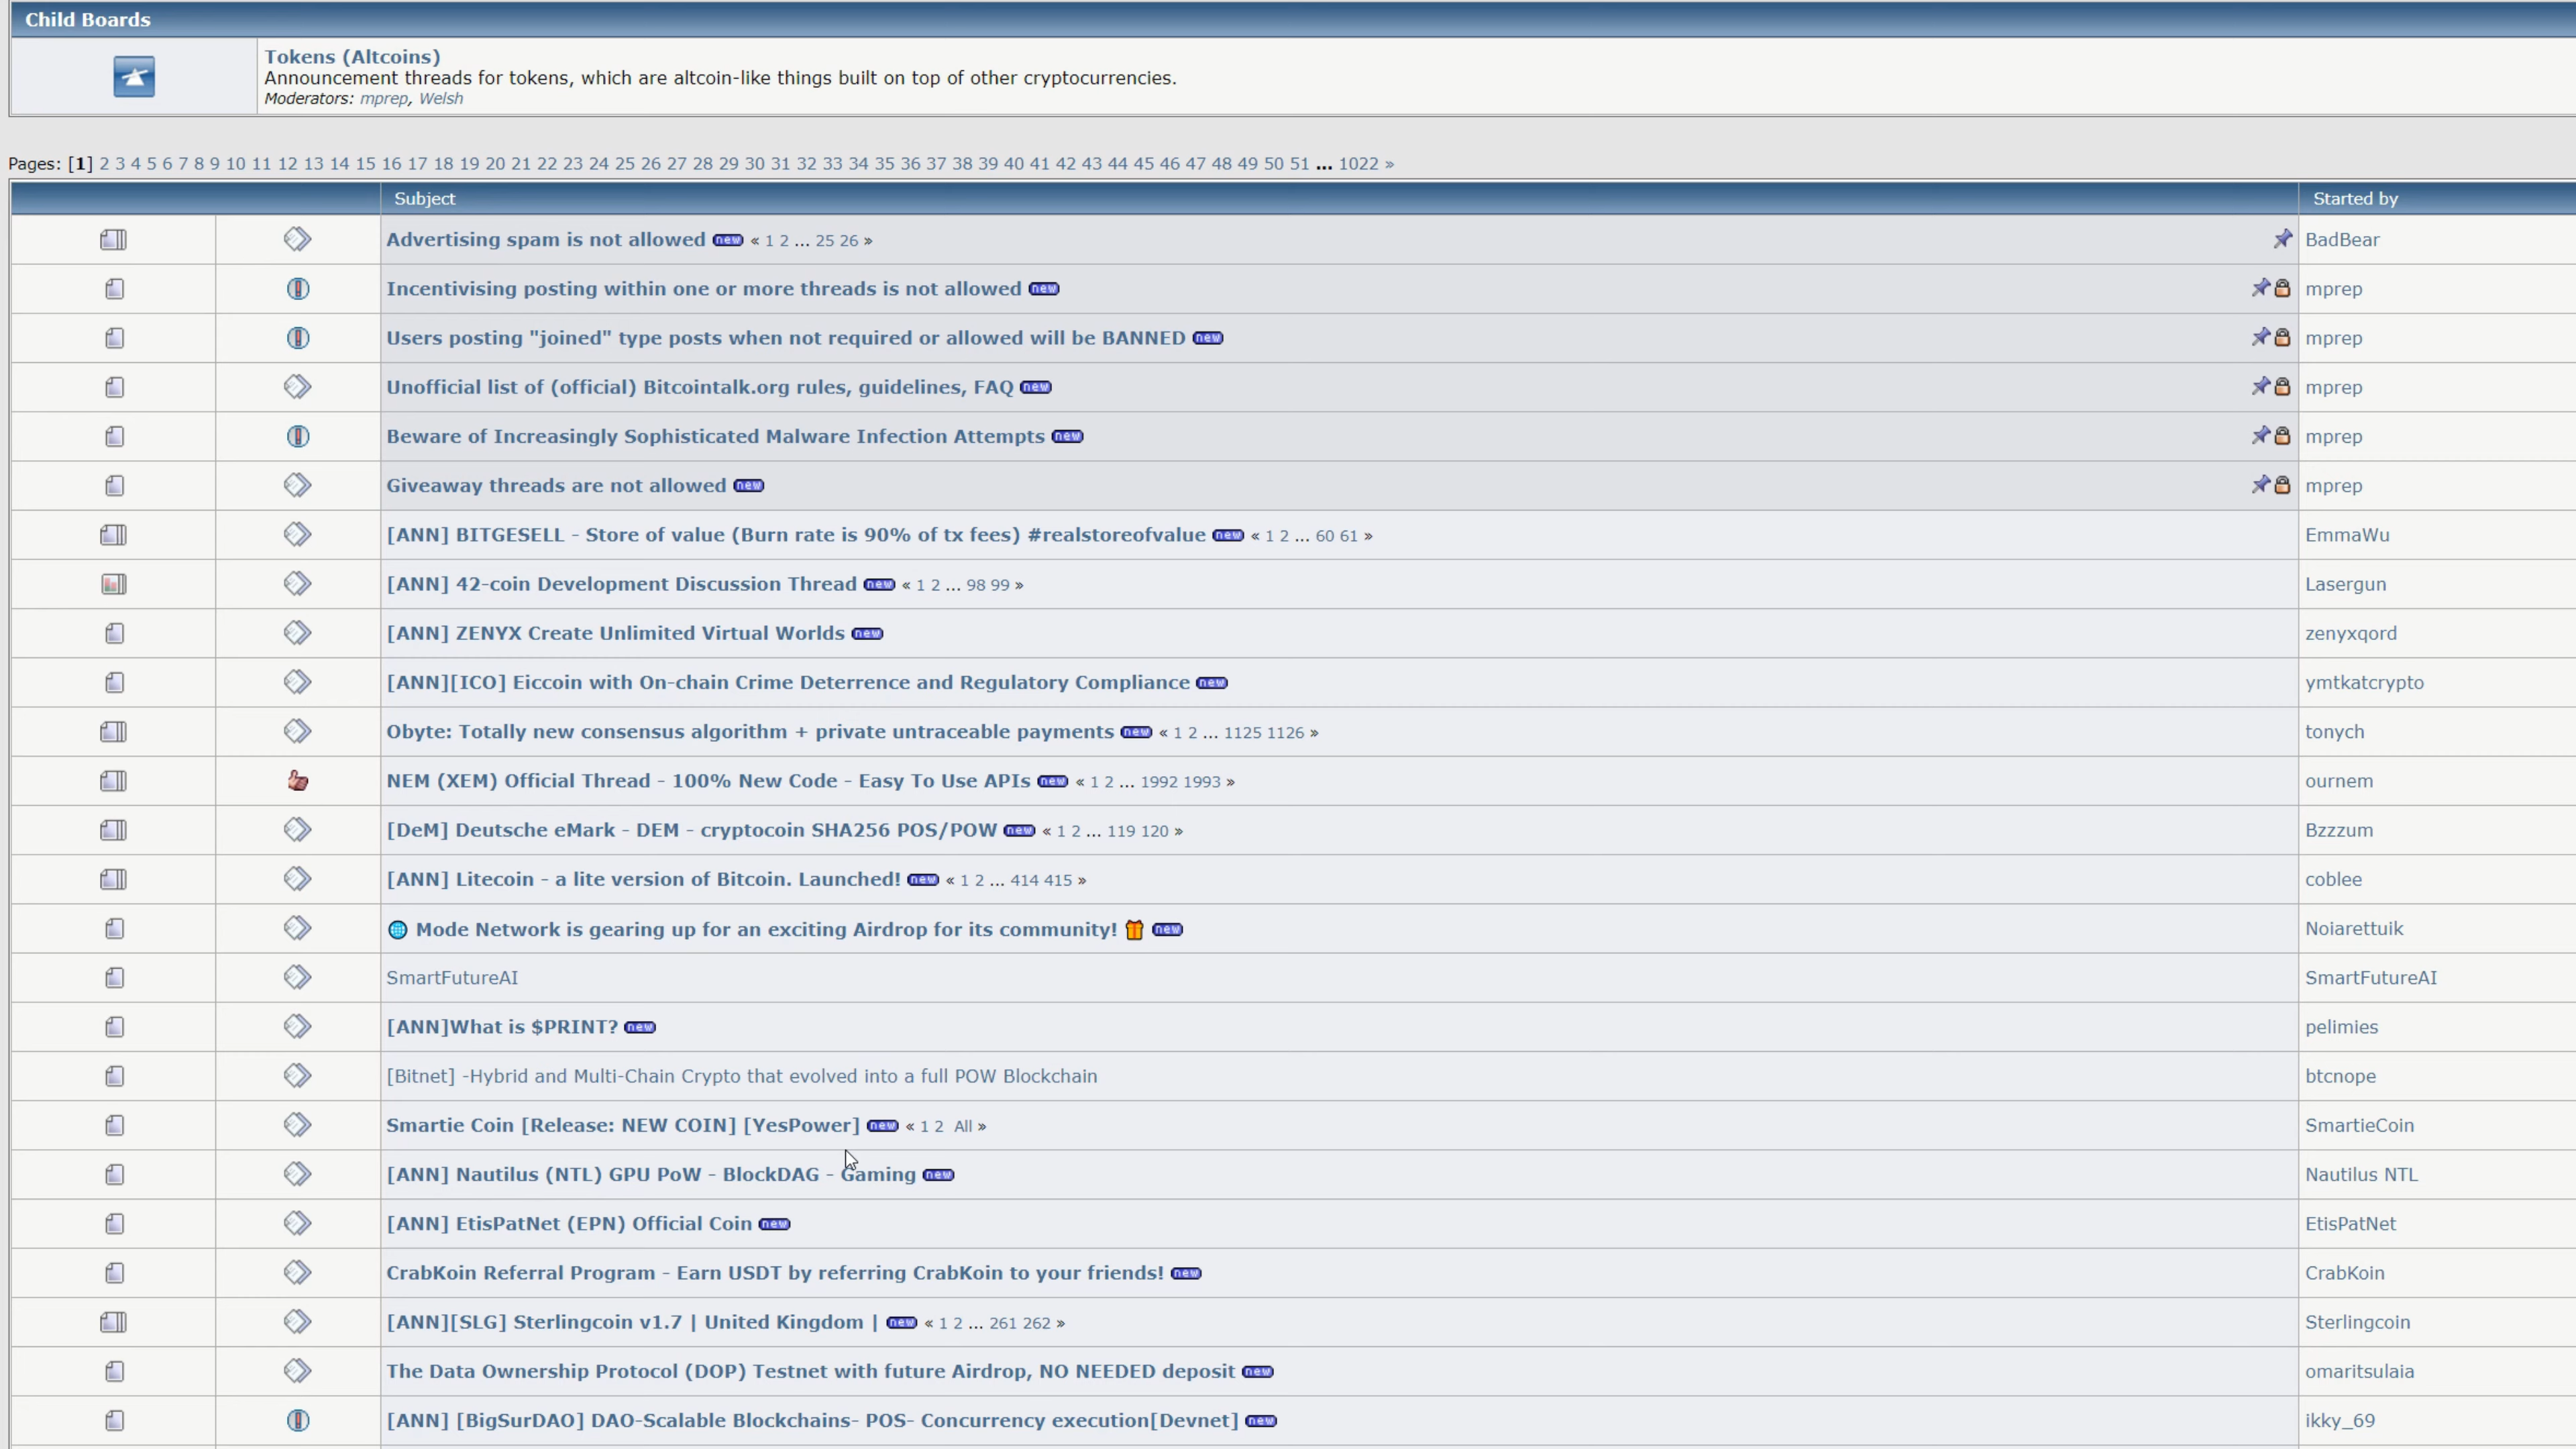 Child Boards
Tokens (Altcoins)
Announcement threads for tokens, which are altcoin-like things built on top of other cryptocurrencies.
Moderators: mprep, Welsh
Pages: [1] 2 3 4 5 6 7 8 9 10 11 12 13 14 15 16 17 18 19 20 21 22 23 24 25 26 27 28 29 30 31 32 33 34 35 36 37 38 39 40 41 42 43 44 45 46 47 48 49 50 51 ... 1022 »
Subject Started by
Advertising spam is not allowed new « 1 2 ... 25 26 » BadBear
Incentivising posting within one or more threads is not allowed new mprep
Users posting "joined" type posts when not required or allowed will be BANNED new mprep
Unofficial list of (official) Bitcointalk.org rules, guidelines, FAQ new mprep
Beware of Increasingly Sophisticated Malware Infection Attempts new mprep
Giveaway threads are not allowed new mprep
[ANN] BITGESELL - Store of value (Burn rate is 90% of tx fees) #realstoreofvalue new « 1 2 ... 60 61 » EmmaWu
[ANN] 42-coin Development Discussion Thread new « 1 2 ... 98 99 » Lasergun
[ANN] ZENYX Create Unlimited Virtual Worlds new zenyxqord
[ANN][ICO] Eiccoin with On-chain Crime Deterrence and Regulatory Compliance new ymtkatcrypto
Obyte: Totally new consensus algorithm + private untraceable payments new « 1 2 ... 1125 1126 » tonych
NEM (XEM) Official Thread - 100% New Code - Easy To Use APIs new « 1 2 ... 1992 1993 » ournem
[DeM] Deutsche eMark - DEM - cryptocoin SHA256 POS/POW new « 1 2 ... 119 120 » Bzzzum
[ANN] Litecoin - a lite version of Bitcoin. Launched! new « 1 2 ... 414 415 » coblee
🌐 Mode Network is gearing up for an exciting Airdrop for its community! 🎁 new Noiarettuik
SmartFutureAI SmartFutureAI
[ANN]What is $PRINT? new pelimies
[Bitnet] -Hybrid and Multi-Chain Crypto that evolved into a full POW Blockchain btcnope
Smartie Coin [Release: NEW COIN] [YesPower] new « 1 2 All » SmartieCoin
[ANN] Nautilus (NTL) GPU PoW - BlockDAG - Gaming new Nautilus NTL
[ANN] EtisPatNet (EPN) Official Coin new EtisPatNet
CrabKoin Referral Program - Earn USDT by referring CrabKoin to your friends! new CrabKoin
[ANN][SLG] Sterlingcoin v1.7 | United Kingdom | new « 1 2 ... 261 262 » Sterlingcoin
The Data Ownership Protocol (DOP) Testnet with future Airdrop, NO NEEDED deposit new omaritsulaia
[ANN] [BigSurDAO] DAO-Scalable Blockchains- POS- Concurrency execution[Devnet] new ikky_69